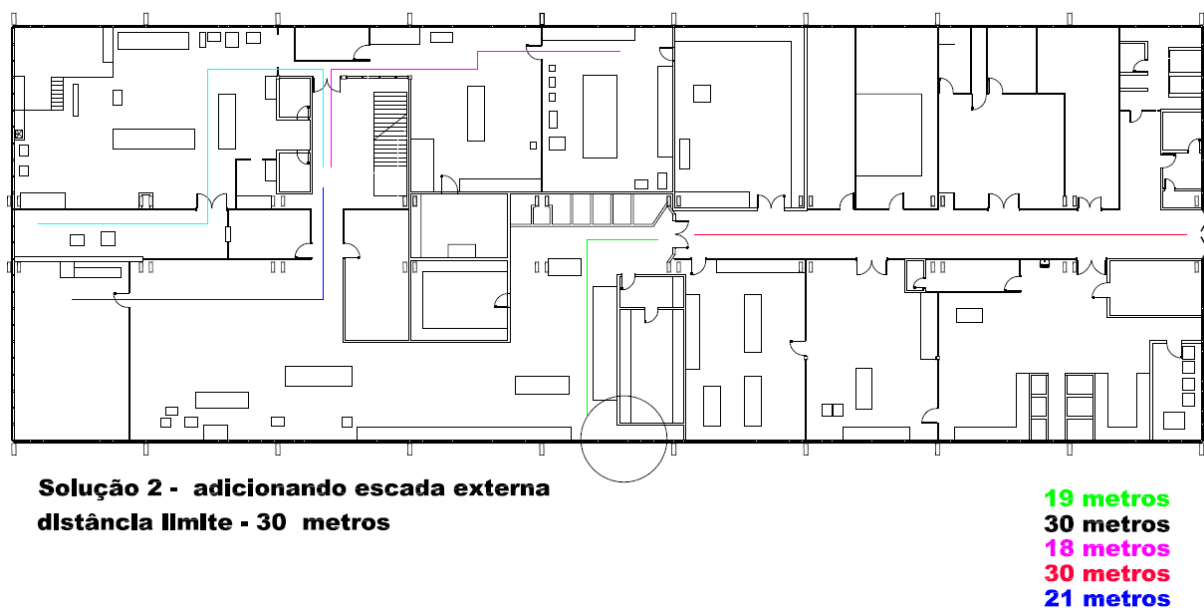 Solução 2 - adicionando escada externa
distância limite - 30 metros
19 metros
30 metros
18 metros
30 metros
21 metros